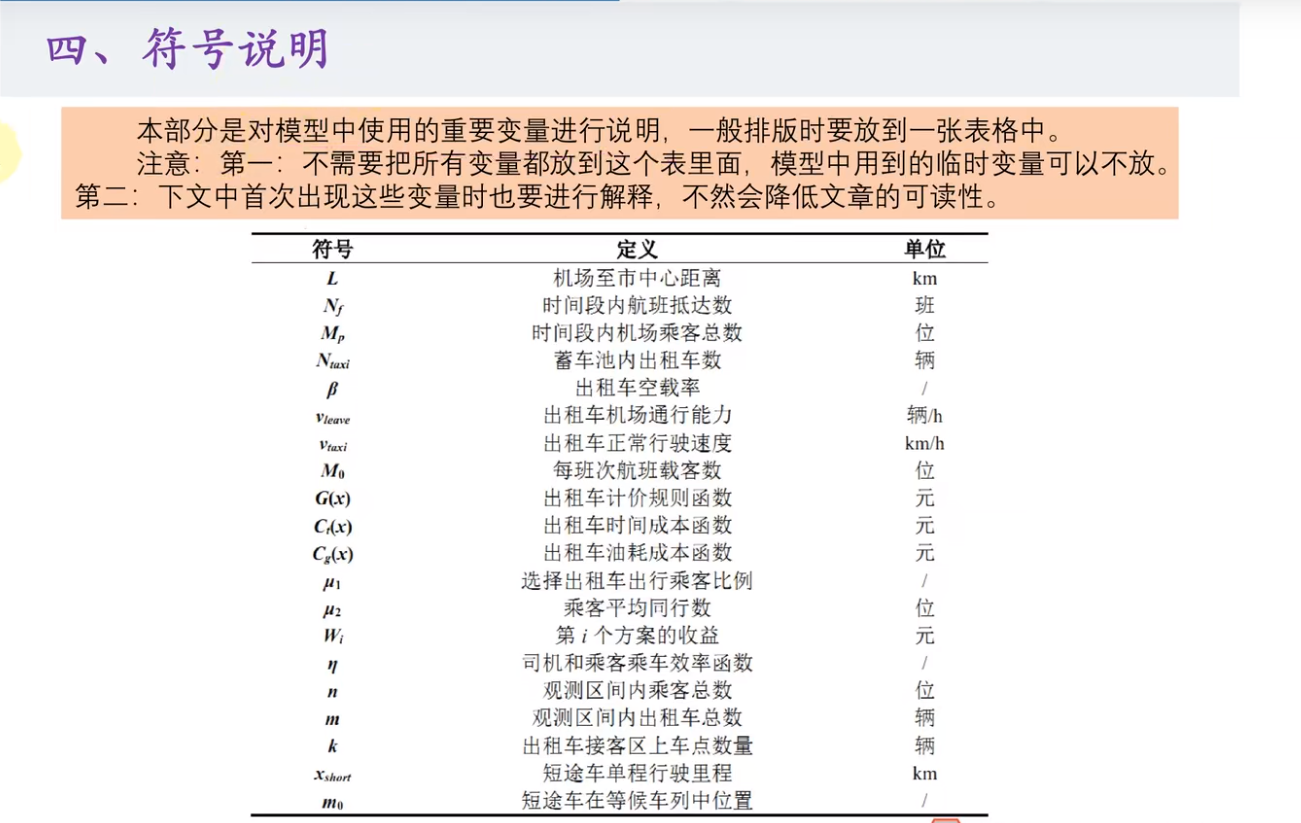 四、符号说明
本部分是对模型中使用的重要变量进行说明，一般排版时要放到一张表格中。
注意：第一：不需要把所有变量都放到这个表里面，模型中用到的临时变量可以不放。
第二：下文中首次出现这些变量时也要进行解释，不然会降低文章的可读性。
符号 定义 单位
L 机场至市中心距离 km
N_f 时间段内航班抵达数 班
M_p 时间段内机场乘客总数 位
N_taxi 蓄车池内出租车数 辆
β 出租车空载率 /
v_leave 出租车机场通行能力 辆/h
v_taxi 出租车正常行驶速度 km/h
M_0 每班次航班载客数 位
G(x) 出租车计价规则函数 元
C_t(x) 出租车时间成本函数 元
C_g(x) 出租车油耗成本函数 元
μ_1 选择出租车出行乘客比例 /
μ_2 乘客平均同行数 位
W_i 第 i 个方案的收益 元
η 司机和乘客乘车效率函数 /
n 观测区间内乘客总数 位
m 观测区间内出租车总数 辆
k 出租车接客区上车点数量 辆
x_short 短途车单程行驶里程 km
m_0 短途车在等候车列中位置 /